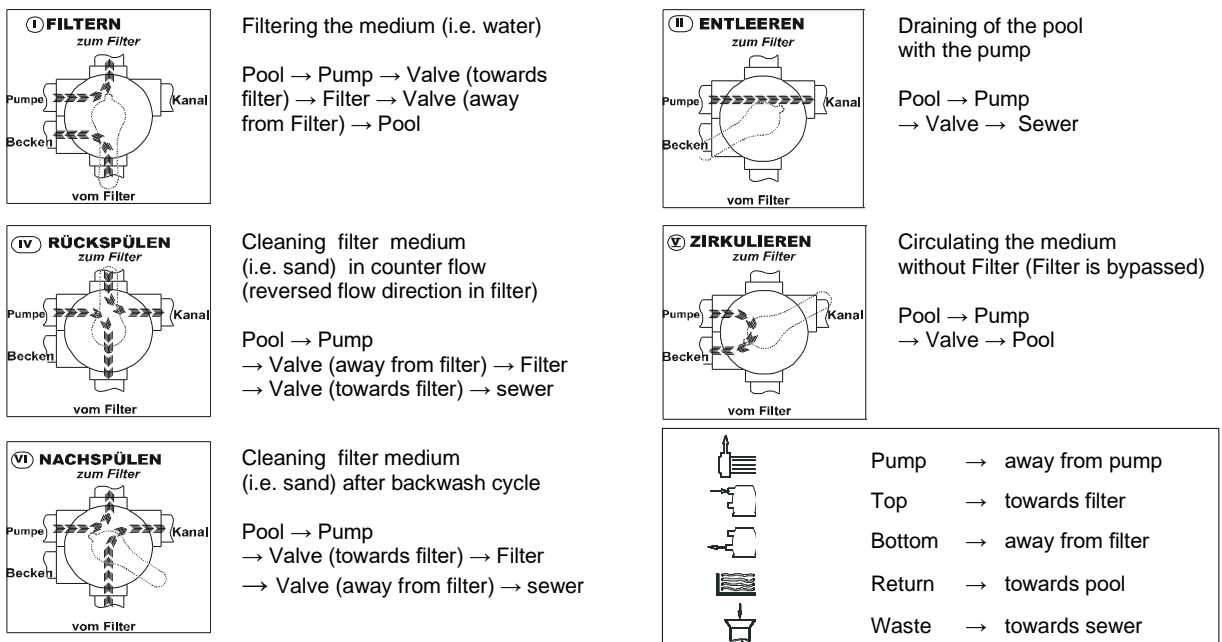 I FILTERN
zum Filter
Pumpe
Kanal
Becken
vom Filter
Filtering the medium (i.e. water)
Pool → Pump → Valve (towards
filter) → Filter → Valve (away
from Filter) → Pool
II ENTLEEREN
zum Filter
Pumpe
Kanal
Becken
vom Filter
Draining of the pool
with the pump
Pool → Pump
→ Valve → Sewer
IV RÜCKSPÜLEN
zum Filter
Pumpe
Kanal
Becken
vom Filter
Cleaning filter medium
(i.e. sand) in counter flow
(reversed flow direction in filter)
Pool → Pump
→ Valve (away from filter) → Filter
→ Valve (towards filter) → sewer
V ZIRKULIEREN
zum Filter
Pumpe
Kanal
Becken
vom Filter
Circulating the medium
without Filter (Filter is bypassed)
Pool → Pump
→ Valve → Pool
VI NACHSPÜLEN
zum Filter
Pumpe
Kanal
Becken
vom Filter
Cleaning filter medium
(i.e. sand) after backwash cycle
Pool → Pump
→ Valve (towards filter) → Filter
→ Valve (away from filter) → sewer
Pump → away from pump
Top → towards filter
Bottom → away from filter
Return → towards pool
Waste → towards sewer